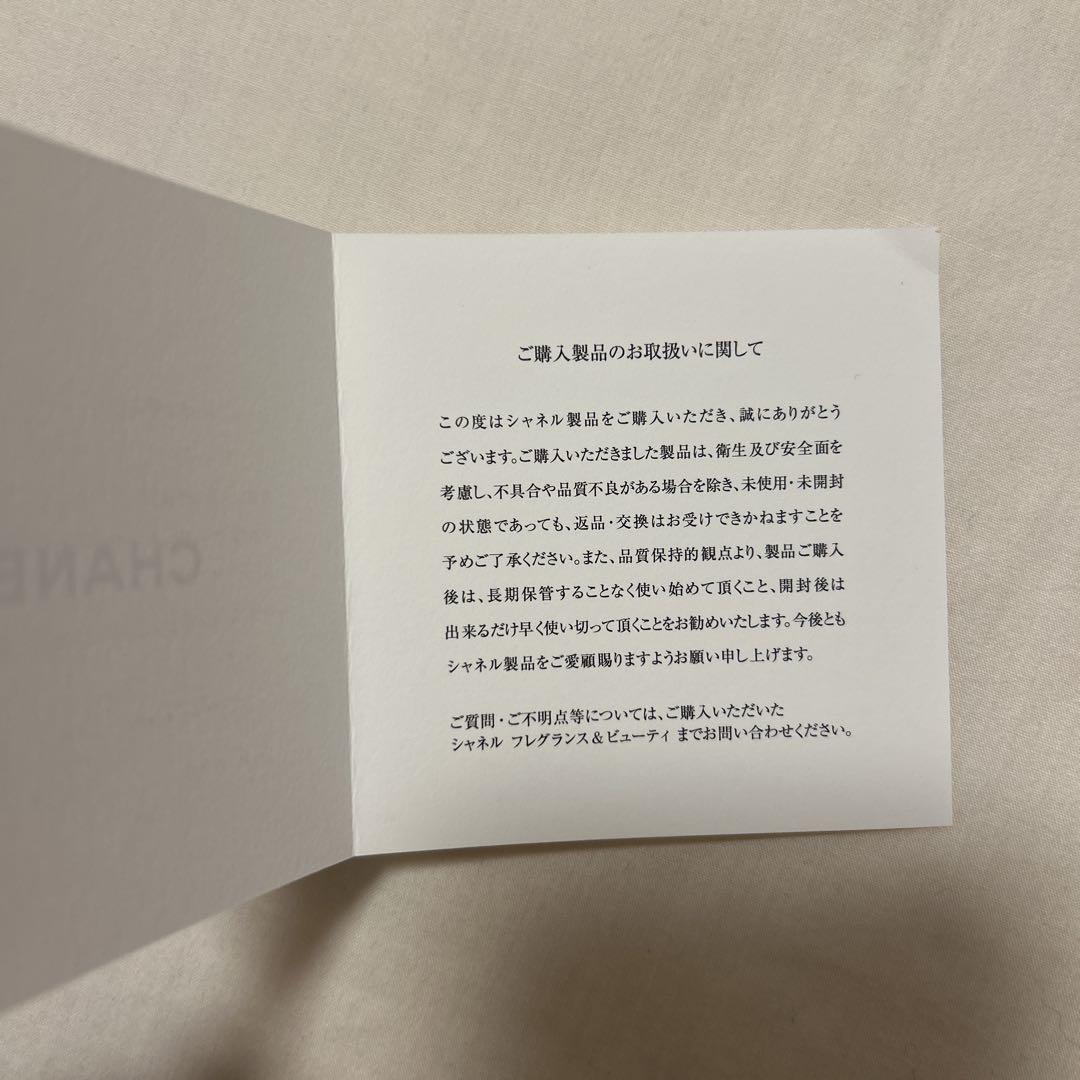 ご購入製品のお取扱いに関して
この度はシャネル製品をご購入いただき、誠にありがとう
ございます。ご購入いただきました製品は、衛生及び安全面を
考慮し、不具合や品質不良がある場合を除き、未使用・未開封
の状態であっても、返品・交換はお受けできかねますことを
予めご了承ください。また、品質保持的観点より、製品ご購入
後は、長期保管することなく使い始めて頂くこと、開封後は
出来るだけ早く使い切って頂くことをお勧めいたします。今後とも
シャネル製品をご愛顧賜りますようお願い申し上げます。
ご質問・ご不明点等については、ご購入いただいた
シャネル フレグランス&ビューティ までお問い合わせください。